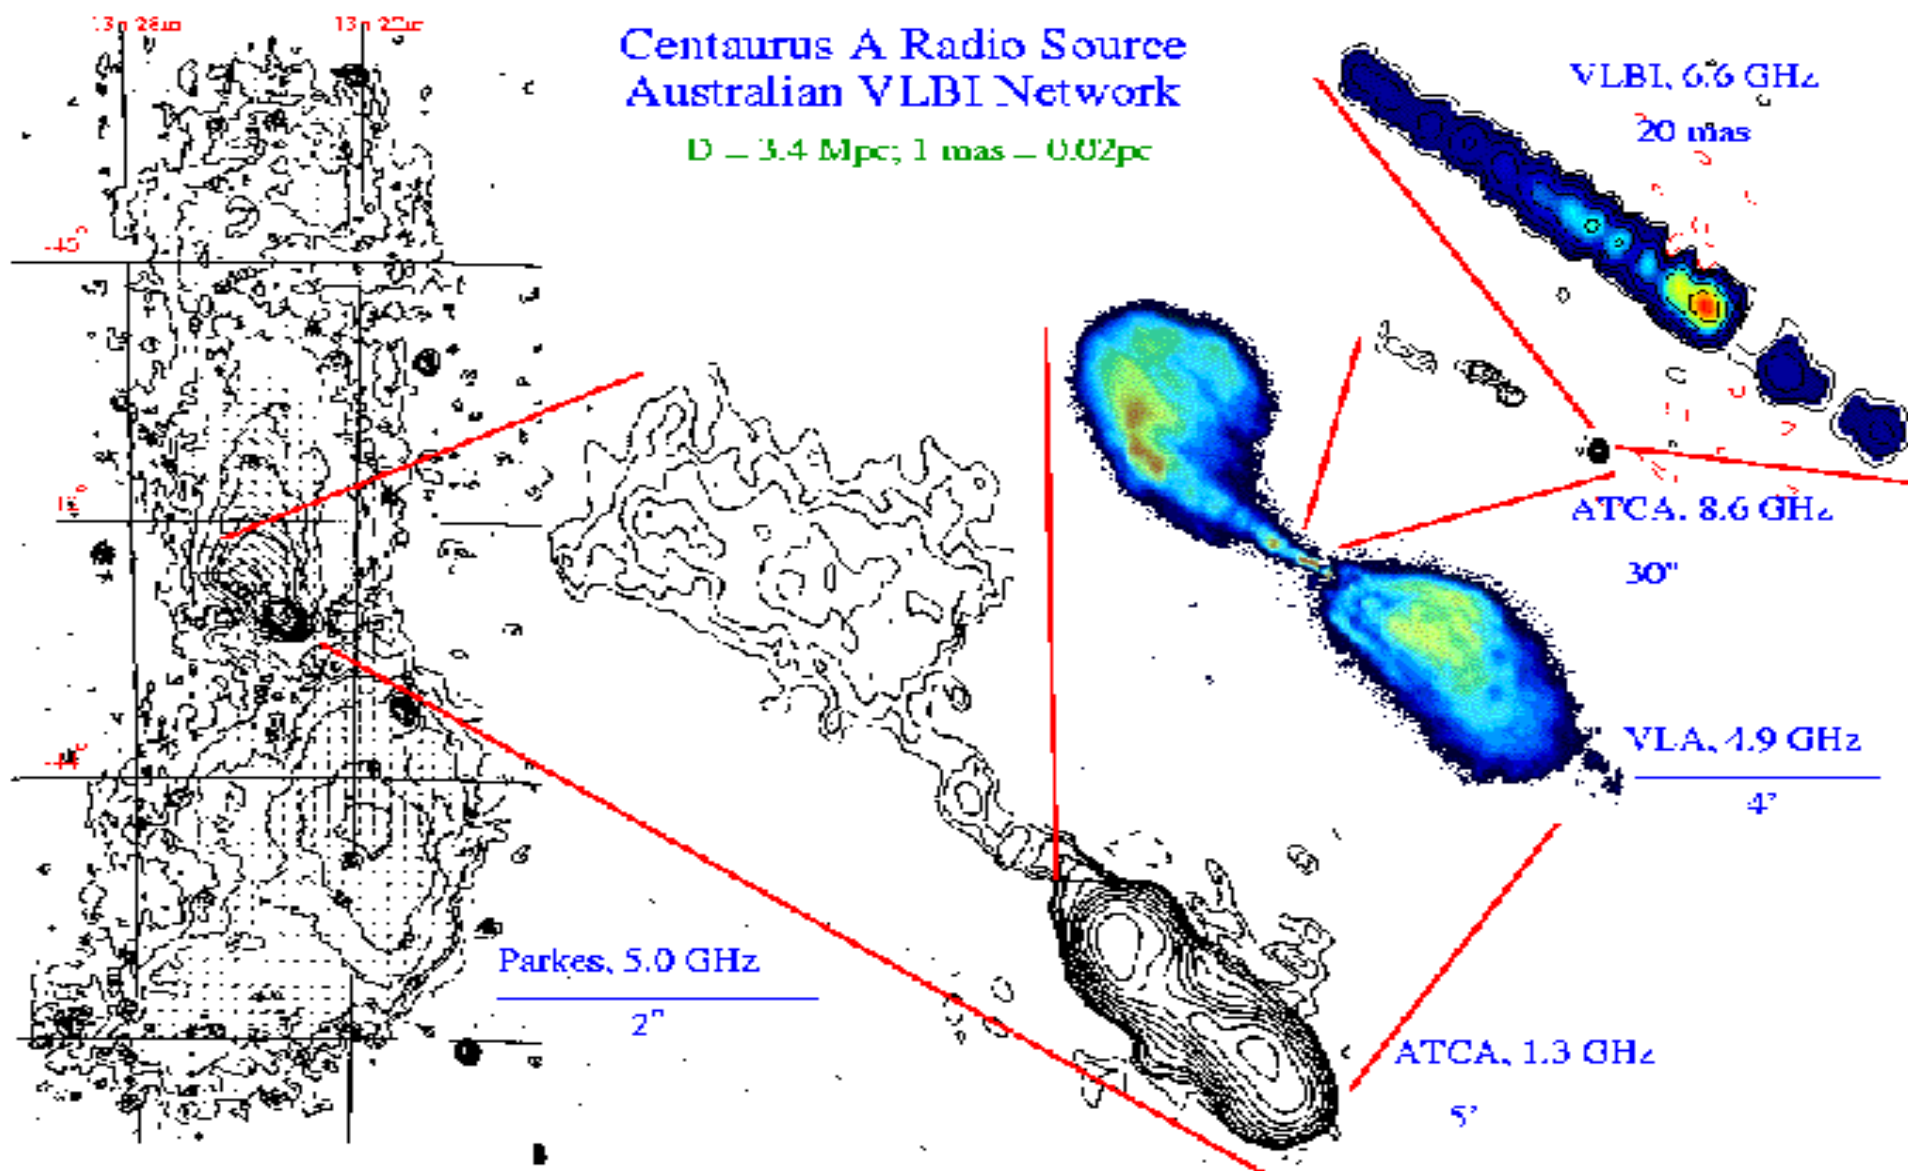 13h 28m
Centaurus A Radio Source
Australian VLBI Network
D = 3.4 Mpc; 1 mas = 0.02pc
VLBI, 6.6 GHz
20 mas
ATCA. 8.6 GHz
30"
VLA, 4.9 GHz
4'
Parkes, 5.0 GHz
2°
ATCA, 1.3 GHz
5'